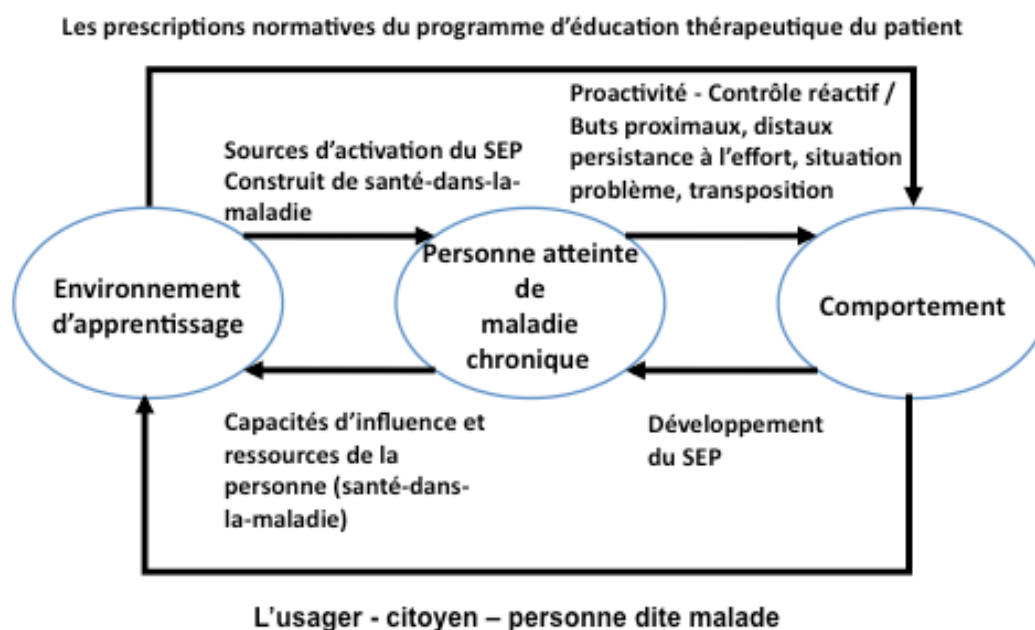 Les prescriptions normatives du programme d’éducation thérapeutique du patient
Proactivité - Contrôle réactif /
Buts proximaux, distaux
persistance à l’effort, situation
problème, transposition
Sources d’activation du SEP
Construit de santé-dans-la-
maladie
Environnement
d’apprentissage
Personne atteinte
de
maladie
chronique
Comportement
Capacités d’influence et
ressources de la
personne (santé-dans-
la-maladie)
Développement
du SEP
L'usager - citoyen – personne dite malade